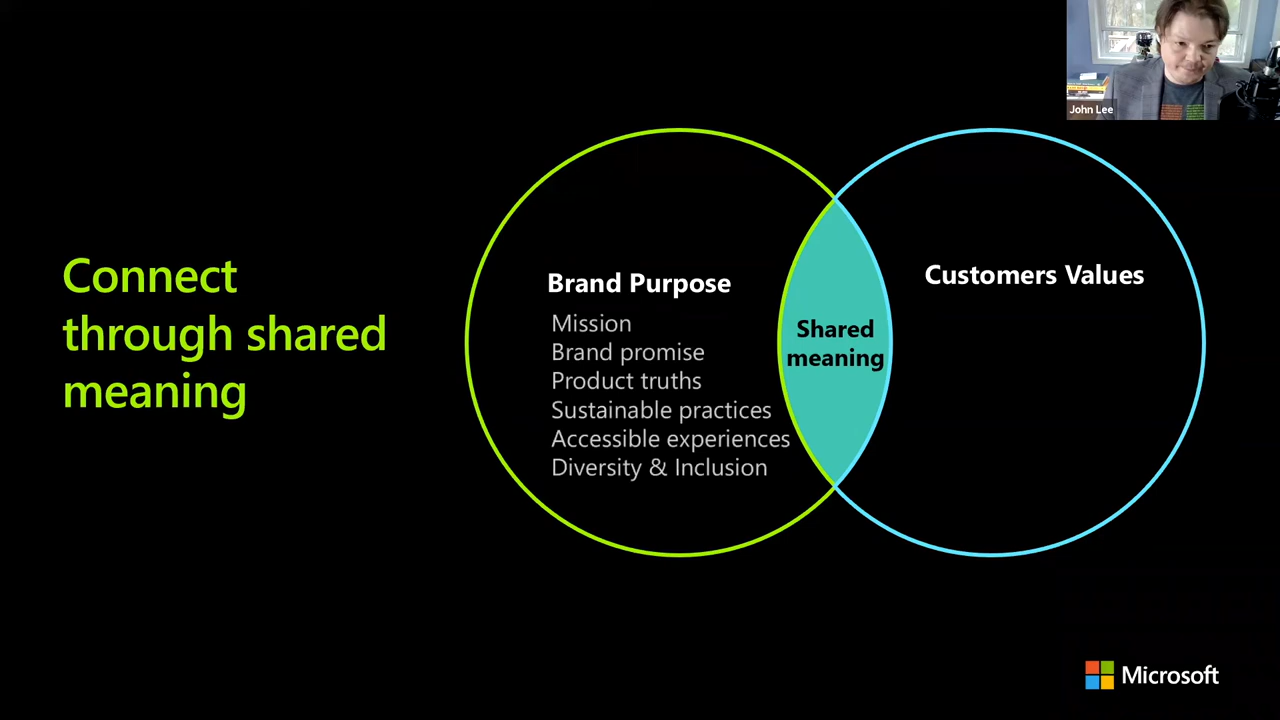 John Lee
Connect
through shared
meaning
Brand Purpose
Mission
Brand promise
Product truths
Sustainable practices
Accessible experiences
Diversity & Inclusion
Shared
meaning
Customers Values
Microsoft